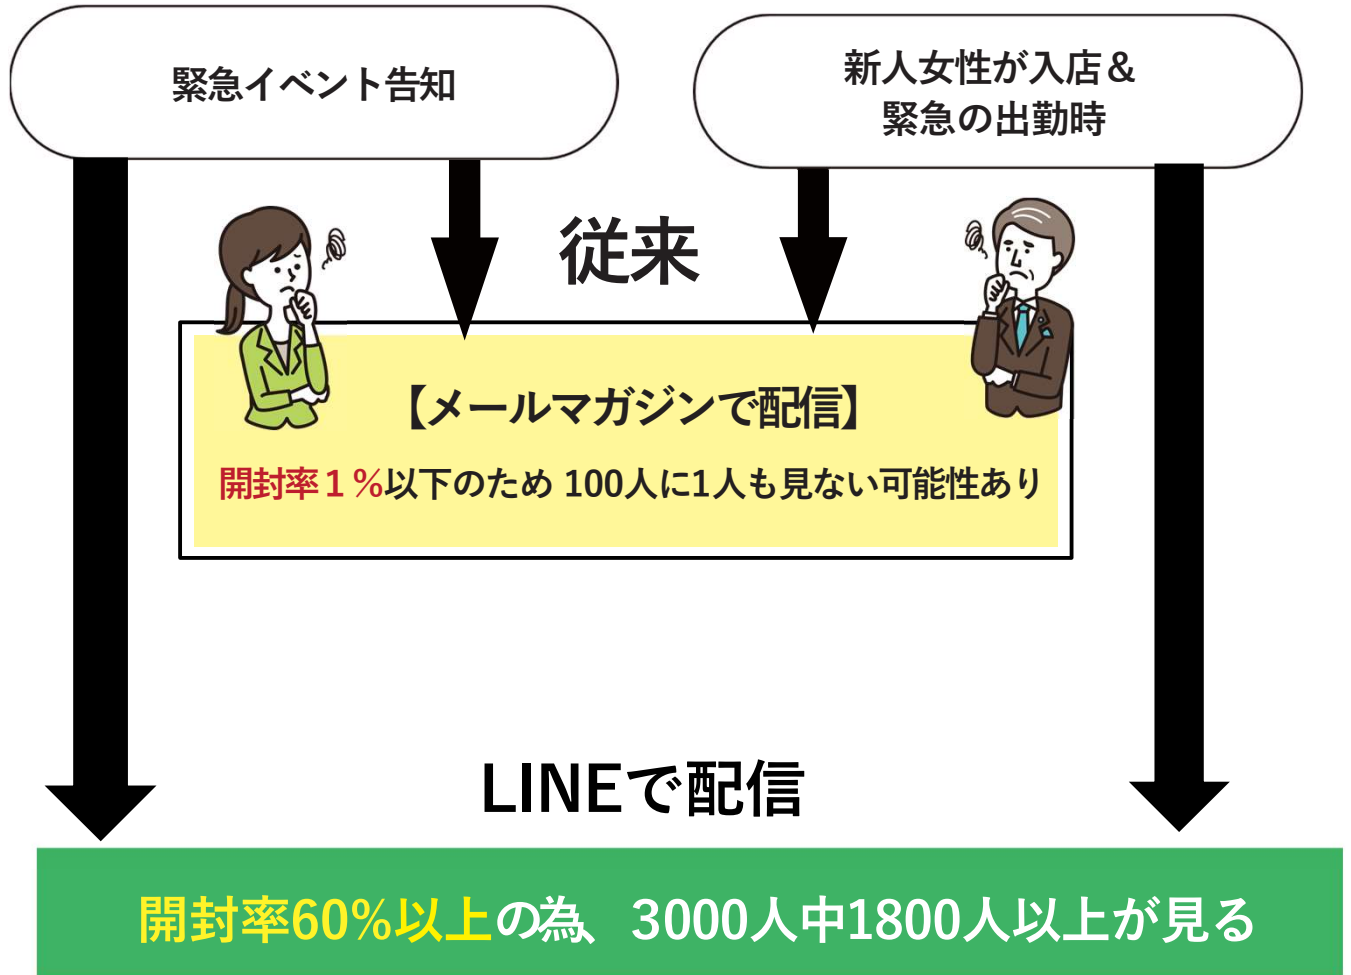 緊急イベント告知
新人女性が入店＆
緊急の出勤時
従来
【メールマガジンで配信】
開封率１％以下のため 100人に1人も見ない可能性あり
LINEで配信
開封率60%以上の為、3000人中1800人以上が見る